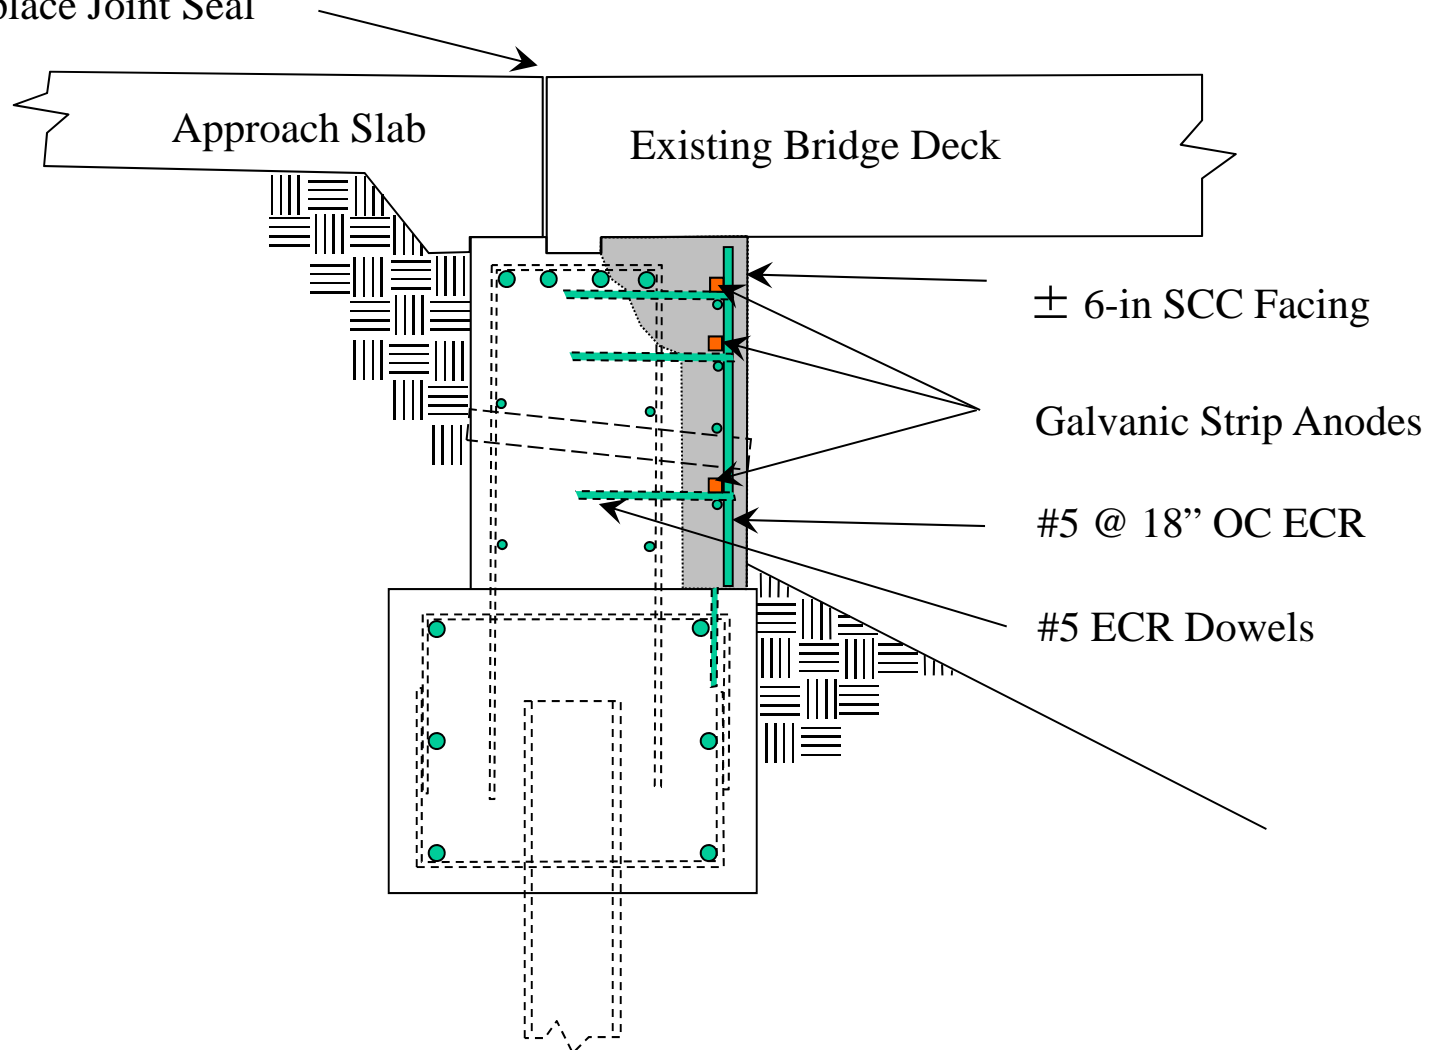 place Joint Seal
Approach Slab
Existing Bridge Deck
± 6-in SCC Facing
Galvanic Strip Anodes
#5 @ 18” OC ECR
#5 ECR Dowels